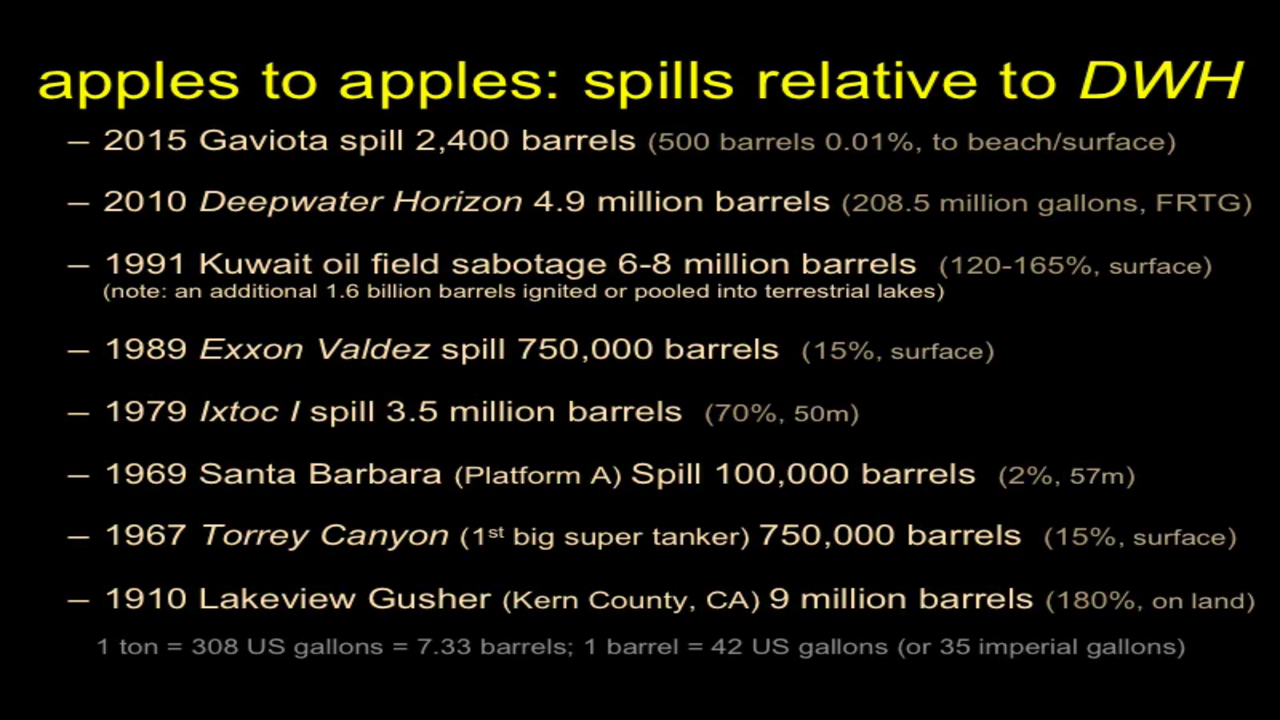 apples to apples: spills relative to DWH
– 2015 Gaviota spill 2,400 barrels (500 barrels 0.01%, to beach/surface)
– 2010 Deepwater Horizon 4.9 million barrels (208.5 million gallons, FRTG)
– 1991 Kuwait oil field sabotage 6-8 million barrels (120-165%, surface)
(note: an additional 1.6 billion barrels ignited or pooled into terrestrial lakes)
– 1989 Exxon Valdez spill 750,000 barrels (15%, surface)
– 1979 Ixtoc I spill 3.5 million barrels (70%, 50m)
– 1969 Santa Barbara (Platform A) Spill 100,000 barrels (2%, 57m)
– 1967 Torrey Canyon (1st big super tanker) 750,000 barrels (15%, surface)
– 1910 Lakeview Gusher (Kern County, CA) 9 million barrels (180%, on land)
1 ton = 308 US gallons = 7.33 barrels; 1 barrel = 42 US gallons (or 35 imperial gallons)